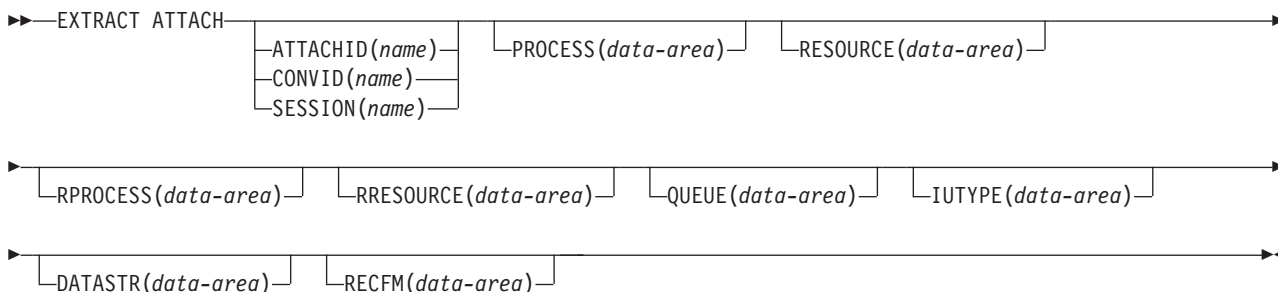 EXTRACT ATTACH
ATTACHID(name) PROCESS(data-area) RESOURCE(data-area)
CONVID(name)
SESSION(name)
RPROCESS(data-area) RRESOURCE(data-area) QUEUE(data-area) IUTYPE(data-area)
DATASTR(data-area) RECFM(data-area)